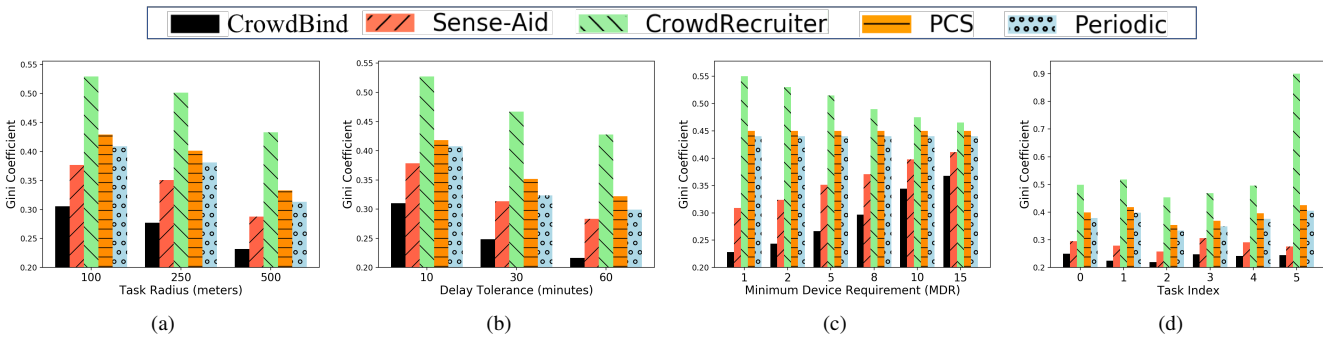 CrowdBind Sense-Aid CrowdRecruiter PCS Periodic
0.55
0.50
0.45
0.40
0.35
0.30
0.25
0.20
Gini Coefficient
100 250 500
Task Radius (meters)
(a)
0.55
0.50
0.45
0.40
0.35
0.30
0.25
0.20
Gini Coefficient
10 30 60
Delay Tolerance (minutes)
(b)
0.55
0.50
0.45
0.40
0.35
0.30
0.25
0.20
Gini Coefficient
1 2 5 8 10 15
Minimum Device Requirement (MDR)
(c)
0.9
0.8
0.7
0.6
0.5
0.4
0.3
0.2
Gini Coefficient
0 1 2 3 4 5
Task Index
(d)